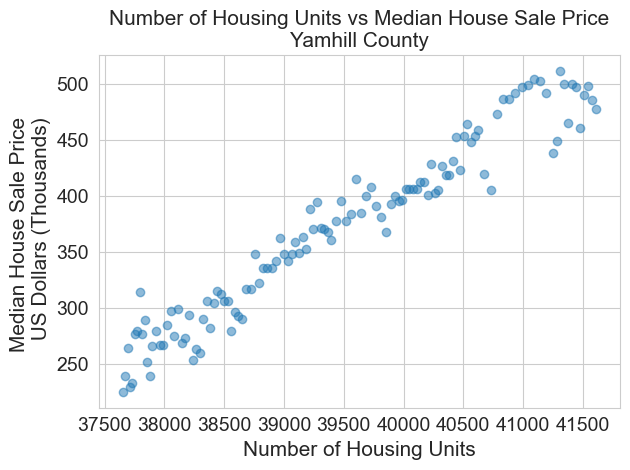 Number of Housing Units vs Median House Sale Price
Yamhill County
Median House Sale Price
US Dollars (Thousands)
500
450
400
350
300
250
37500 38000 38500 39000 39500 40000 40500 41000 41500
Number of Housing Units